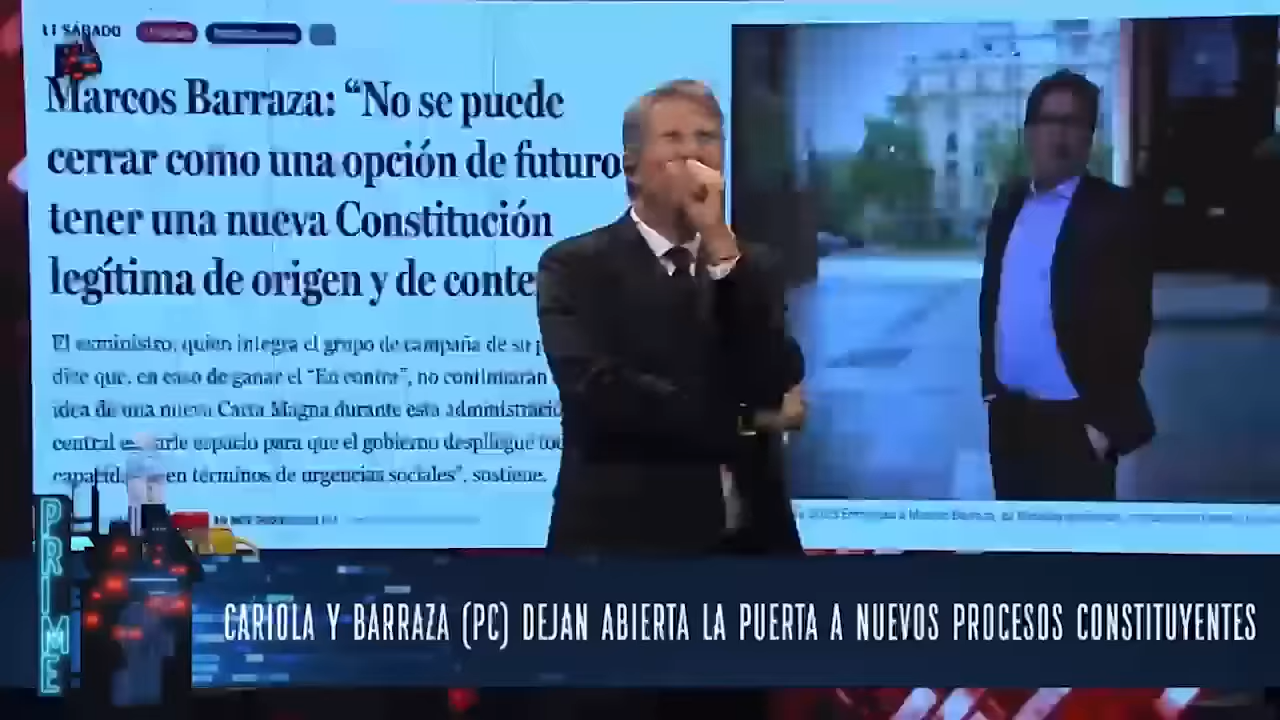 11 SÁBADO
Marcos Barraza: “No se puede
cerrar como una opción de futuro
tener una nueva Constitución
legítima de origen y de conte
El exministro, quien integra el grupo de campaña de su p
dice que, en caso de ganar el "En contra", no continuarán
idea de una nueva Carta Magna durante esta administració
central es darle espacio para que el gobierno despliegue tod
capacid en términos de urgencias sociales", sostiene.
PRIME
CARIOLA Y BARRAZA (PC) DEJAN ABIERTA LA PUERTA A NUEVOS PROCESOS CONSTITUYENTES